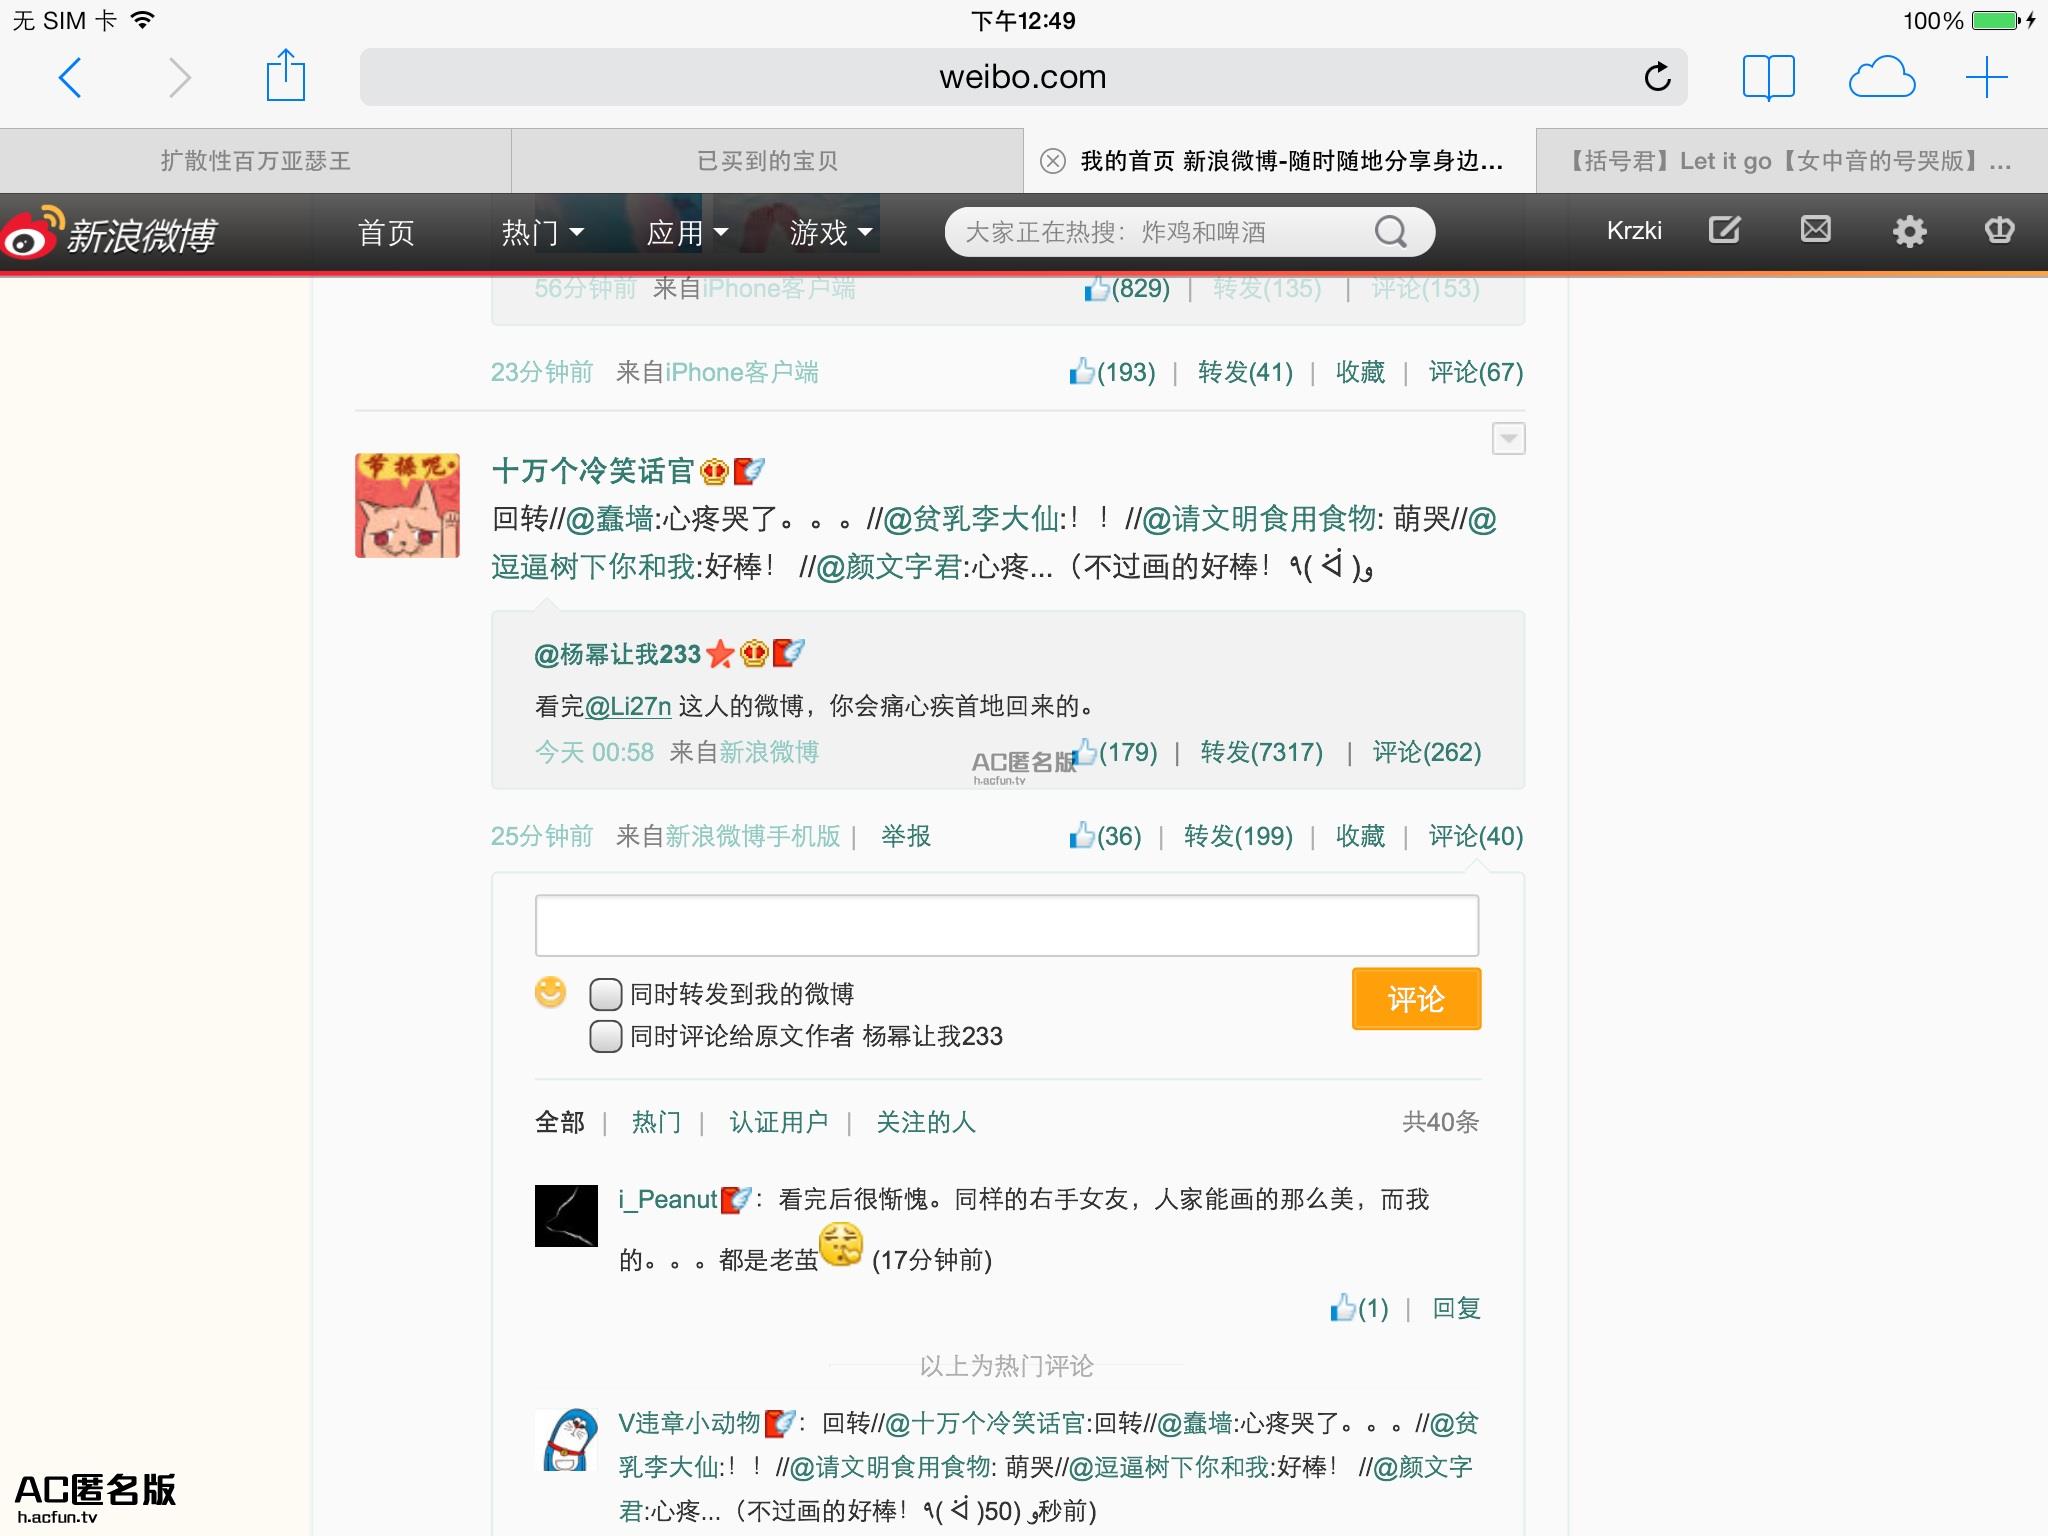 无 SIM 卡
下午12:49
100%
weibo.com
扩散性百万亚瑟王
已买到的宝贝
我的首页 新浪微博-随时随地分享身边...
【括号君】Let it go【女中音的号哭版】...
新浪微博
首页
热门
应用
游戏
大家正在热搜：炸鸡和啤酒
Krzki
56分钟前 来自iPhone客户端 (829) | 转发(135) | 评论(153)
23分钟前 来自iPhone客户端 (193) | 转发(41) | 收藏 | 评论(67)
爷操呢
十万个冷笑话官
回转//@蠢墙:心疼哭了。。。//@贫乳李大仙:！！//@请文明食用食物: 萌哭//@
逗逼树下你和我:好棒！ //@颜文字君:心疼...（不过画的好棒！٩( ᐛ )و
@杨幂让我233
看完@Li27n 这人的微博，你会痛心疾首地回来的。
今天 00:58 来自新浪微博 (179) | 转发(7317) | 评论(262)
AC匿名版
h.acfun.tv
25分钟前 来自新浪微博手机版 | 举报 (36) | 转发(199) | 收藏 | 评论(40)
同时转发到我的微博
评论
同时评论给原文作者 杨幂让我233
全部 | 热门 | 认证用户 | 关注的人 共40条
i_Peanut：看完后很惭愧。同样的右手女友，人家能画的那么美，而我
的。。。都是老茧 (17分钟前)
(1) | 回复
以上为热门评论
V违章小动物：回转//@十万个冷笑话官:回转//@蠢墙:心疼哭了。。。//@贫
乳李大仙:！！//@请文明食用食物: 萌哭//@逗逼树下你和我:好棒！ //@颜文字
君:心疼...（不过画的好棒！٩( ᐛ )50) و秒前)
AC匿名版
h.acfun.tv